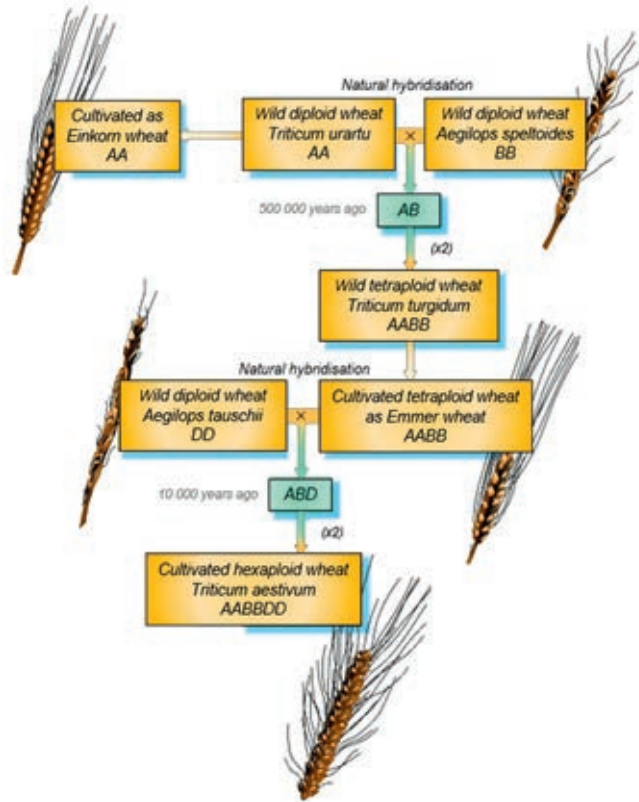 Natural hybridisation
Cultivated as
Einkorn wheat
AA
Wild diploid wheat
Triticum urartu
AA
×
Wild diploid wheat
Aegilops speltoides
BB
500 000 years ago
AB
(x2)
Wild tetraploid wheat
Triticum turgidum
AABB
Natural hybridisation
Wild diploid wheat
Aegilops tauschii
DD
×
Cultivated tetraploid wheat
as Emmer wheat
AABB
10 000 years ago
ABD
(x2)
Cultivated hexaploid wheat
Triticum aestivum
AABBDD